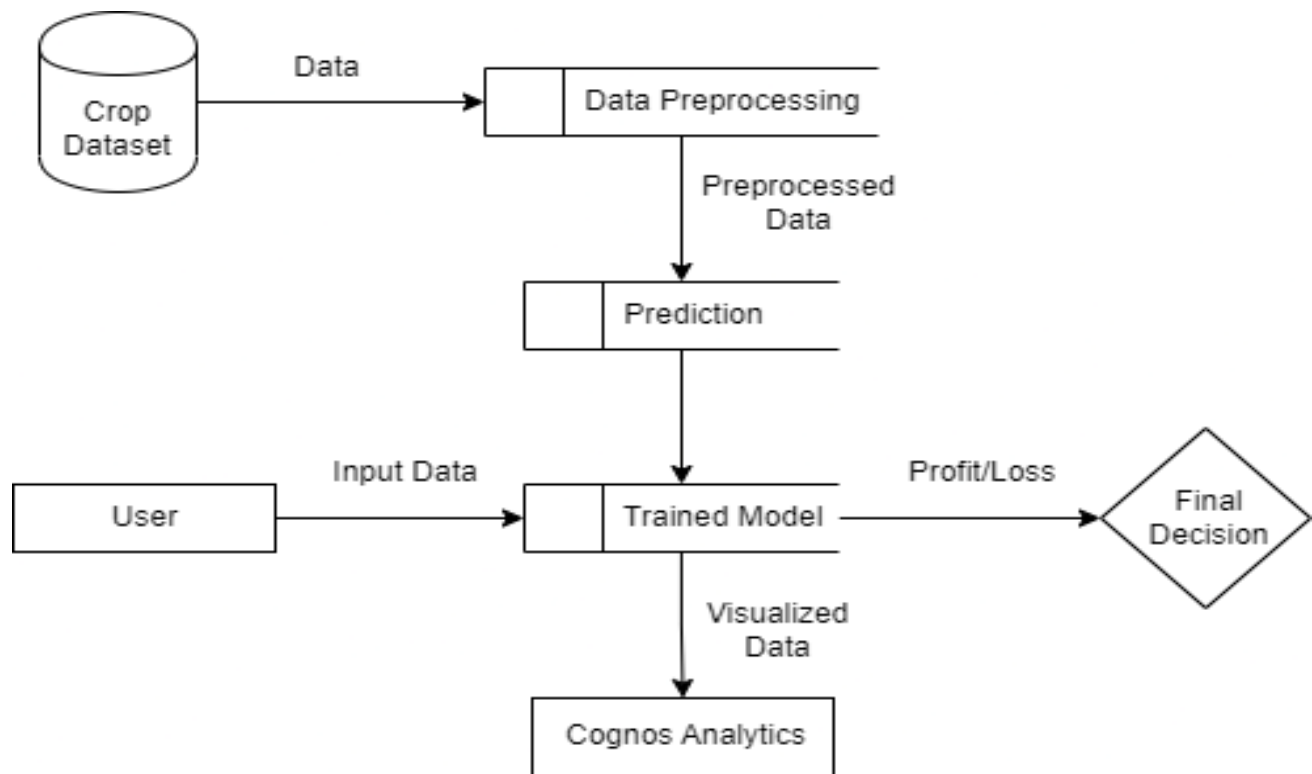 Data
Crop
Dataset
Data Preprocessing
Preprocessed
Data
Prediction
Input Data
Profit/Loss
User
Trained Model
Final
Decision
Visualized
Data
Cognos Analytics